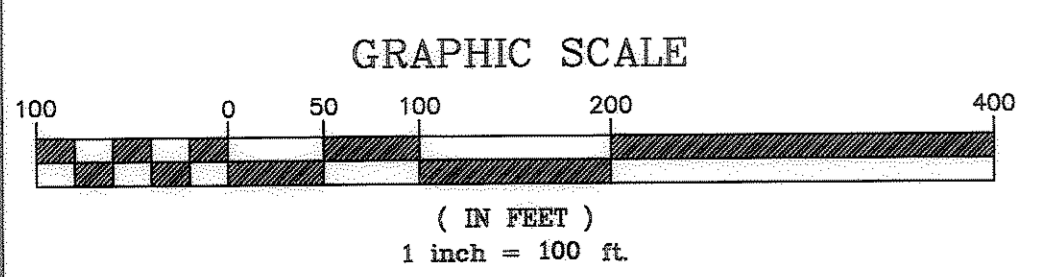 GRAPHIC SCALE
100 0 50 100 200 400
( IN FEET )
1 inch = 100 ft.